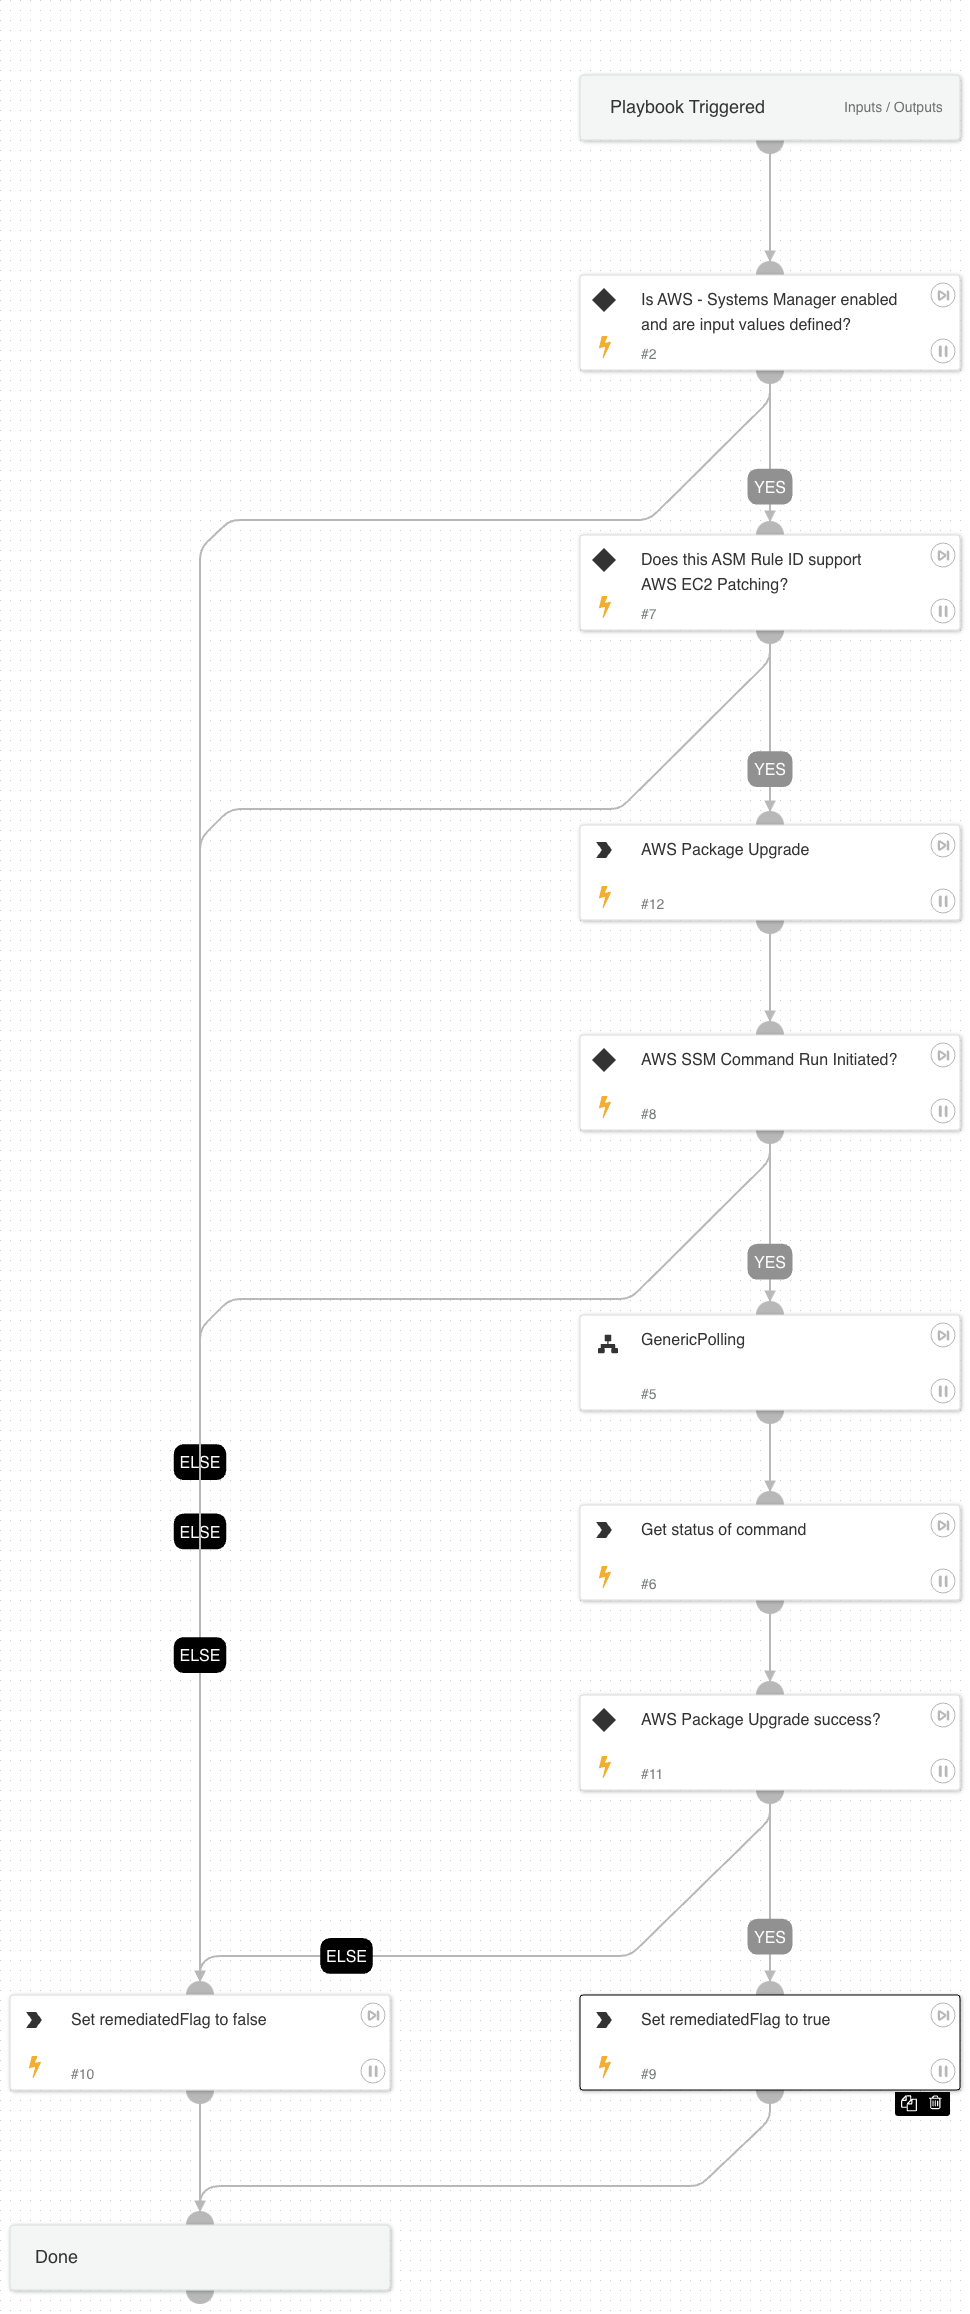 Playbook Triggered
Inputs / Outputs
Is AWS - Systems Manager enabled
and are input values defined?
#2
YES
Does this ASM Rule ID support
AWS EC2 Patching?
#7
YES
AWS Package Upgrade
#12
AWS SSM Command Run Initiated?
#8
YES
GenericPolling
#5
ELSE
Get status of command
ELSE
#6
ELSE
AWS Package Upgrade success?
#11
YES
ELSE
Set remediatedFlag to false
#10
Set remediatedFlag to true
#9
Done